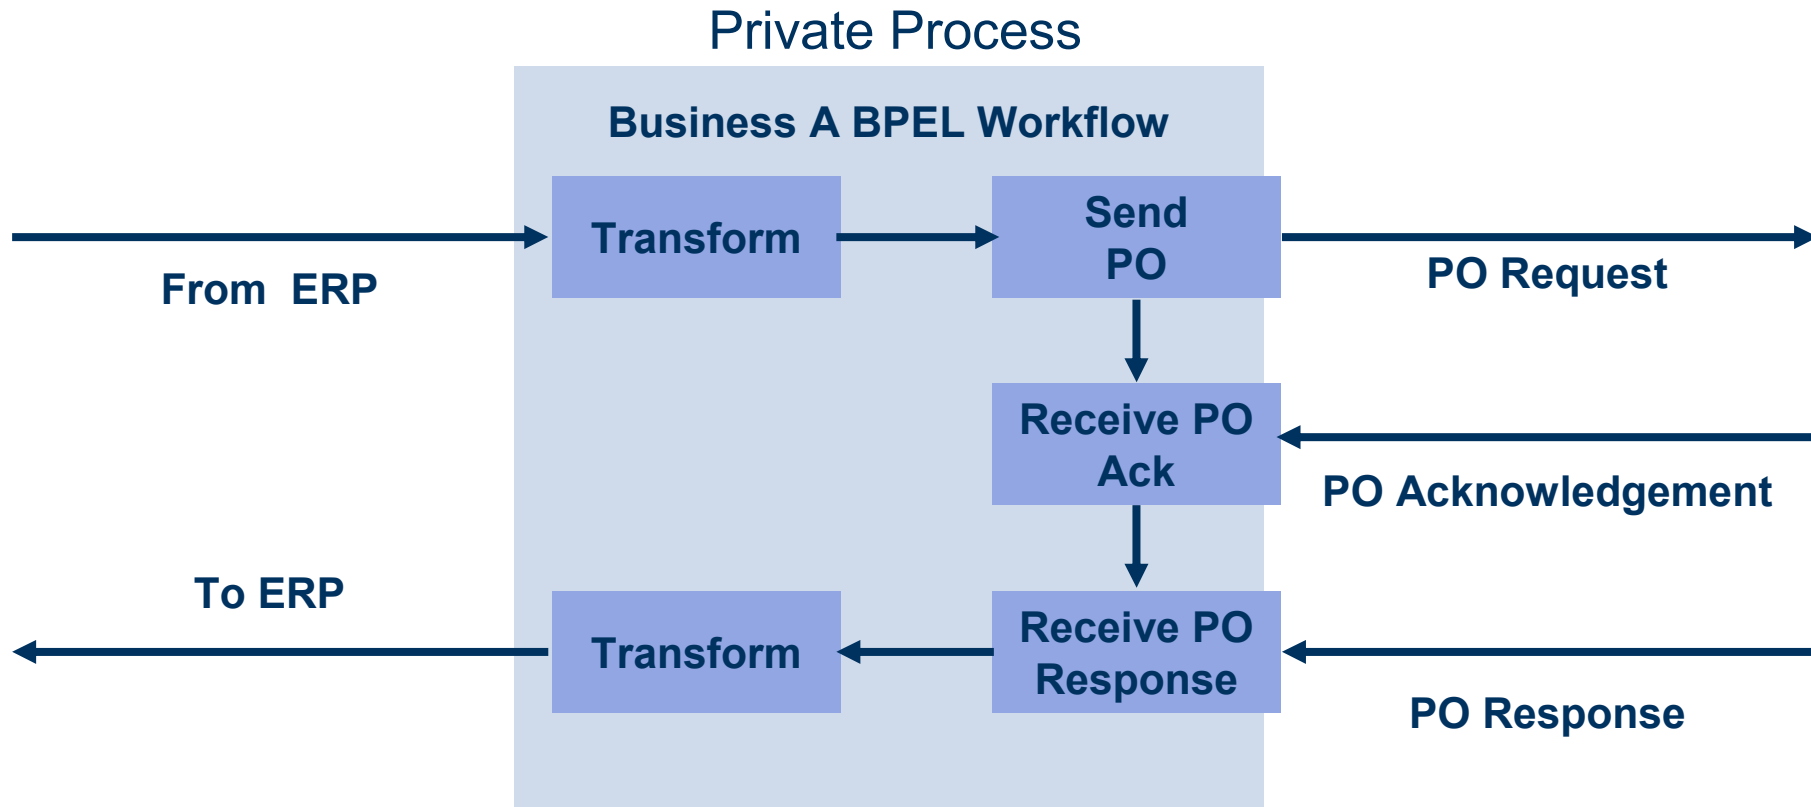 Private Process
Business A BPEL Workflow
Transform
Send
PO
From ERP
PO Request
Receive PO
Ack
PO Acknowledgement
To ERP
Transform
Receive PO
Response
PO Response